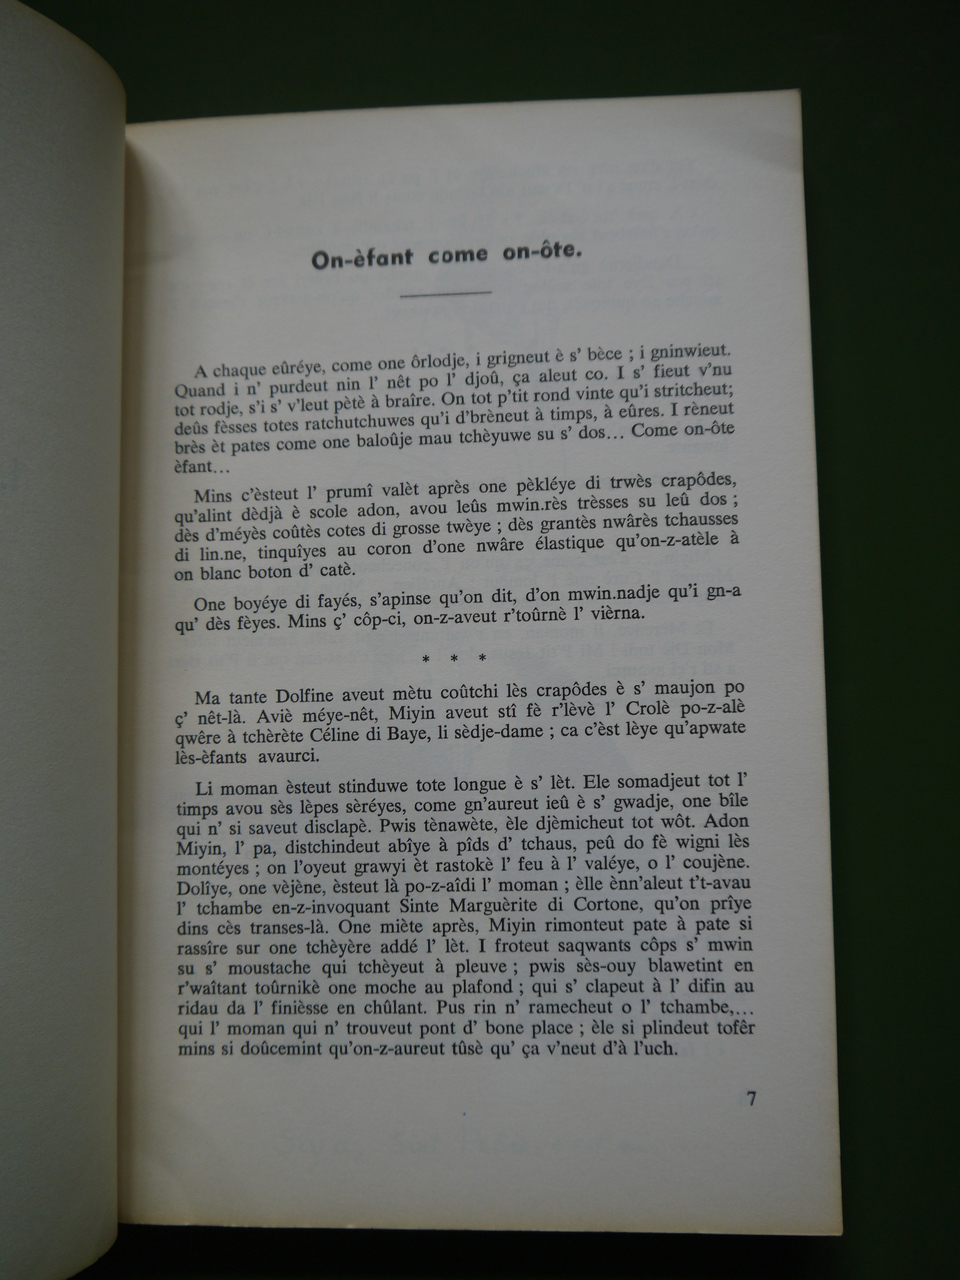 On-èfant come on-ôte.
A chaque eûréye, come one ôrlodje, i grigneut è s' bèce ; i gninwieut.
Quand i n' purdeut nin l' nêt po l' djoû, ça aleut co. I s' fieut v'nu
tot rodje, s'i s' v'leut pètè à braîre. On tot p'tit rond vinte qu'i stritcheut;
deûs fèsses totes ratchutchuwes qu'i d'brèneut à timps, à eûres. I rèneut
brès èt pates come one baloûje mau tchèyuwe su s' dos... Come on-ôte
èfant...
Mins c'èsteut l' prumî valèt après one pèkléye di trwès crapôdes,
qu'alint dèdjà è scole adon, avou leûs mwin.rès trèsses su leû dos ;
dès d'méyès coûtès cotes di grosse twèye ; dès grantès nwârès tchausses
di lin.ne, tinquîyes au coron d'one nwâre élastique qu'on-z-atèle à
on blanc boton d' catè.
One boyéye di fayés, s'apinse qu'on dit, d'on mwin.nadje qu'i gn-a
qu' dès fèyes. Mins ç' côp-ci, on-z-aveut r'toûrnè l' vièrna.
* * *
Ma tante Dolfine aveut mètu coûtchi lès crapôdes è s' maujon po
ç' nêt-là. Aviè méye-nêt, Miyin aveut stî fè r'lèvè l' Crolè po-z-alè
qwêre à tchèrète Céline di Baye, li sèdje-dame ; ca c'èst lèye qu'apwate
lès-èfants avaurci.
Li moman èsteut stinduwe tote longue è s' lèt. Ele somadjeut tot l'
timps avou sès lèpes sèréyes, come gn'aureut ieû è s' gwadje, one bîle
qui n' si saveut disclapè. Pwis tènawète, èle djèmicheut tot wôt. Adon
Miyin, l' pa, distchindeut abîye à pîds d' tchaus, peû do fè wigni lès
montéyes ; on l'oyeut grawyi èt rastokè l' feu à l' valéye, o l' coujène.
Dolîye, one vèjène, èsteut là po-z-aîdi l' moman ; èlle ènn'aleut t't-avau
l' tchambe en-z-invoquant Sinte Marguèrite di Cortone, qu'on prîye
dins cès transes-là. One miète après, Miyin rimonteut pate à pate si
rassîre sur one tchèyère addé l' lèt. I froteut saqwants côps s' mwin
su s' moustache qui tchèyeut à pleuve ; pwis sès-ouy blawetint en
r'waîtant toûrnikè one moche au plafond ; qui s' clapeut à l' difin au
ridau da l' finièsse en chûlant. Pus rin n' ramecheut o l' tchambe,...
qui l' moman qui n' trouveut pont d' bone place ; èle si plindeut tofêr
mins si doûcemint qu'on-z-aureut tûsè qu' ça v'neut d'à l'uch.
7